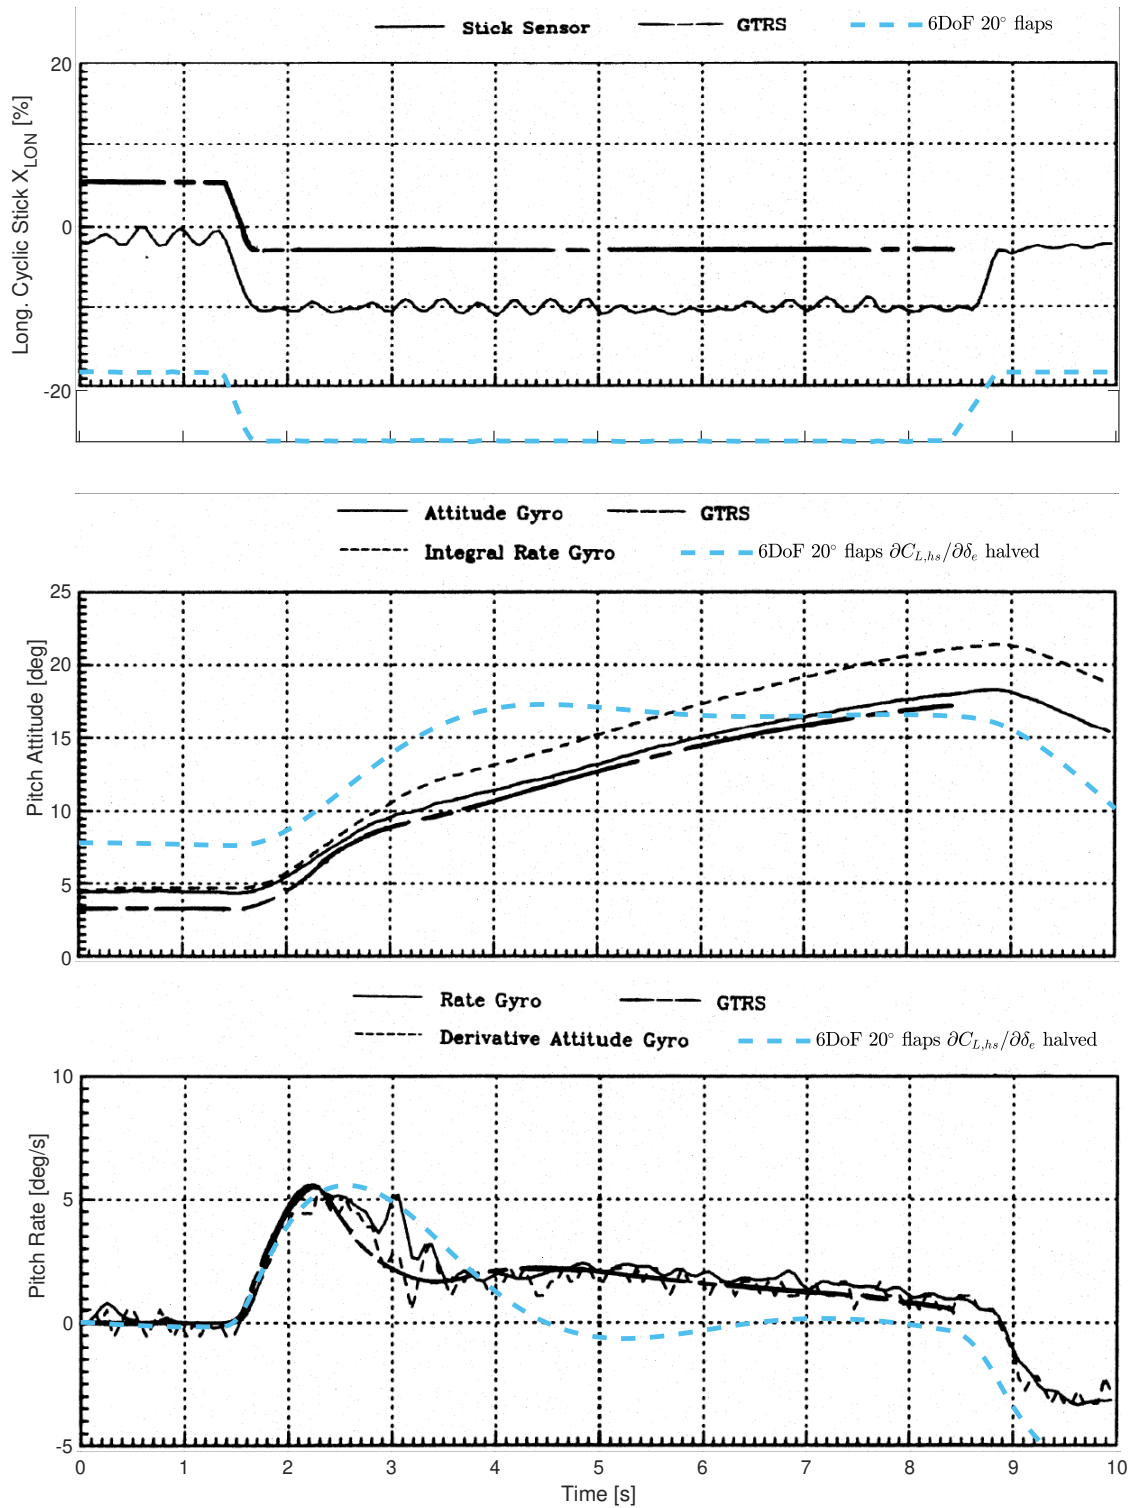 Stick Sensor GTRS 6DoF 20° flaps
20
0
-20
Long. Cyclic Stick X_LON [%]
Attitude Gyro GTRS
Integral Rate Gyro 6DoF 20° flaps ∂C_{L,hs}/∂δ_e halved
25
20
15
10
5
0
Pitch Attitude [deg]
Rate Gyro GTRS
Derivative Attitude Gyro 6DoF 20° flaps ∂C_{L,hs}/∂δ_e halved
10
5
0
-5
Pitch Rate [deg/s]
0 1 2 3 4 5 6 7 8 9 10
Time [s]